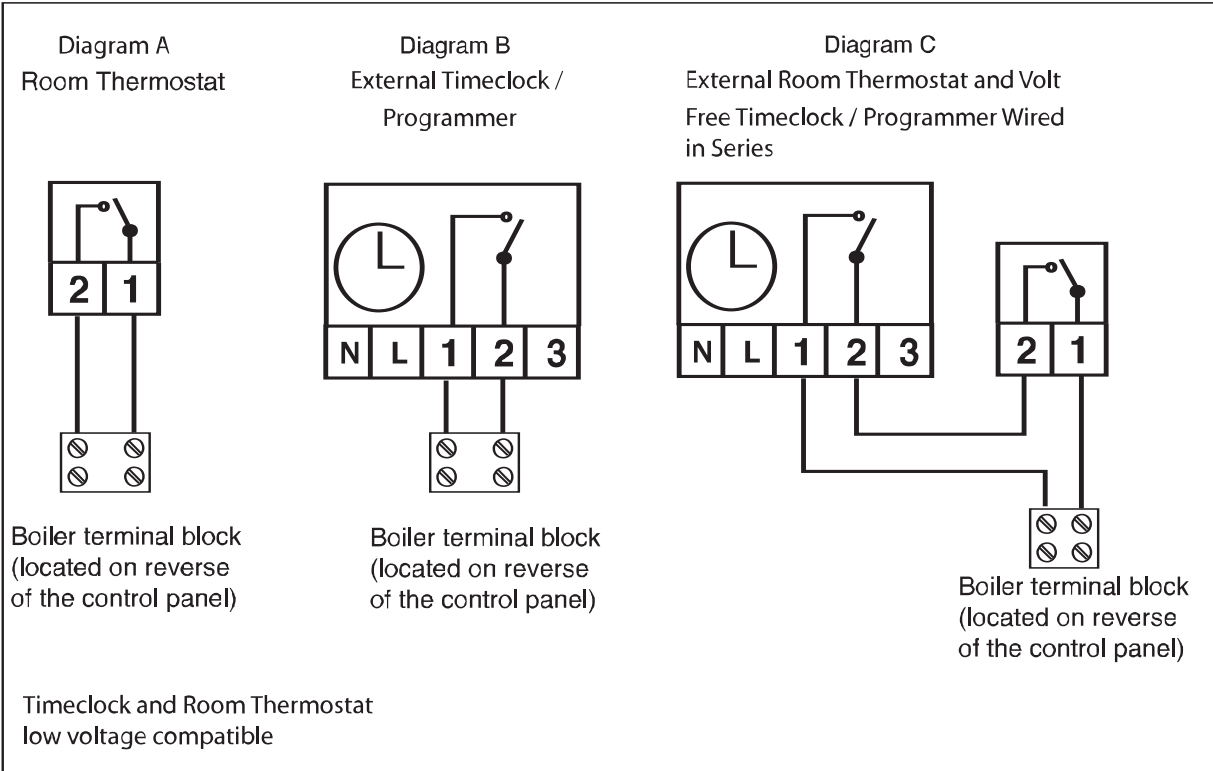 Diagram A
Room Thermostat
2 1
Boiler terminal block
(located on reverse
of the control panel)
Diagram B
External Timeclock /
Programmer
N L 1 2 3
Boiler terminal block
(located on reverse
of the control panel)
Diagram C
External Room Thermostat and Volt
Free Timeclock / Programmer Wired
in Series
N L 1 2 3
2 1
Boiler terminal block
(located on reverse
of the control panel)
Timeclock and Room Thermostat
low voltage compatible